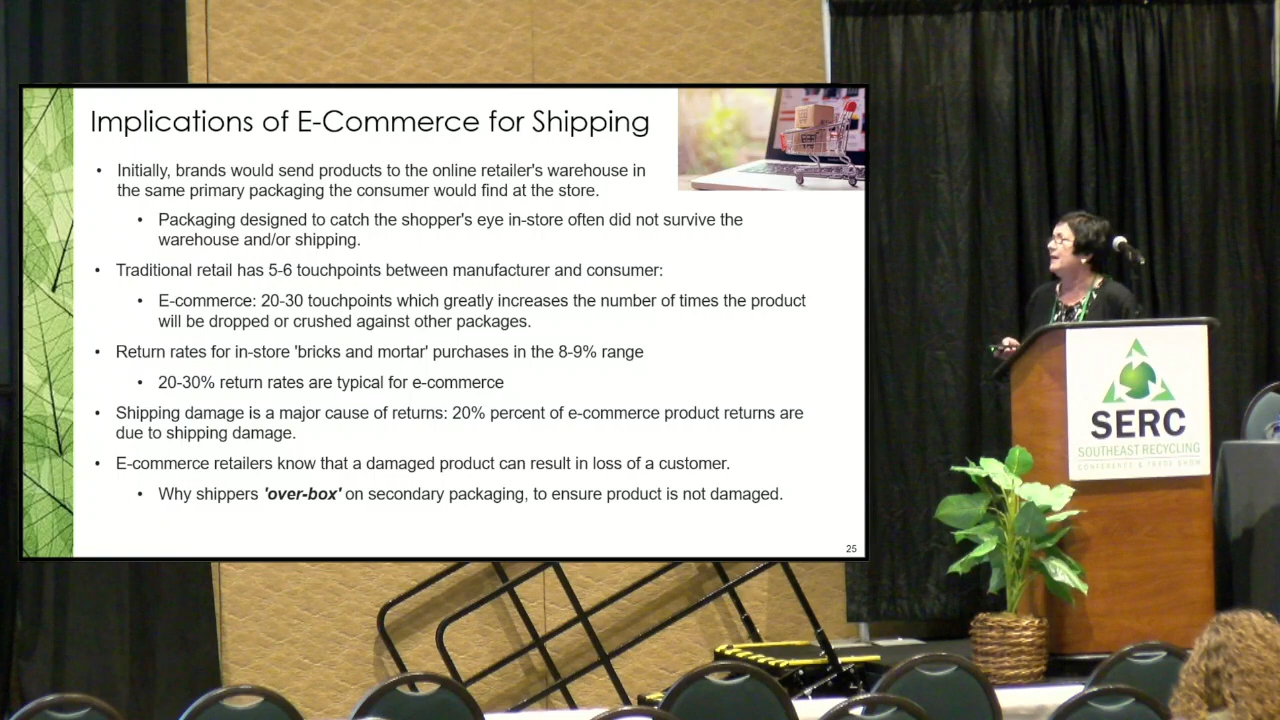 Implications of E-Commerce for Shipping
• Initially, brands would send products to the online retailer's warehouse in
the same primary packaging the consumer would find at the store.
• Packaging designed to catch the shopper's eye in-store often did not survive the
warehouse and/or shipping.
• Traditional retail has 5-6 touchpoints between manufacturer and consumer:
• E-commerce: 20-30 touchpoints which greatly increases the number of times the product
will be dropped or crushed against other packages.
• Return rates for in-store 'bricks and mortar' purchases in the 8-9% range
• 20-30% return rates are typical for e-commerce
• Shipping damage is a major cause of returns: 20% percent of e-commerce product returns are
due to shipping damage.
• E-commerce retailers know that a damaged product can result in loss of a customer.
• Why shippers 'over-box' on secondary packaging, to ensure product is not damaged.
25
SERC
SOUTHEAST RECYCLING
CONFERENCE & TRADE SHOW